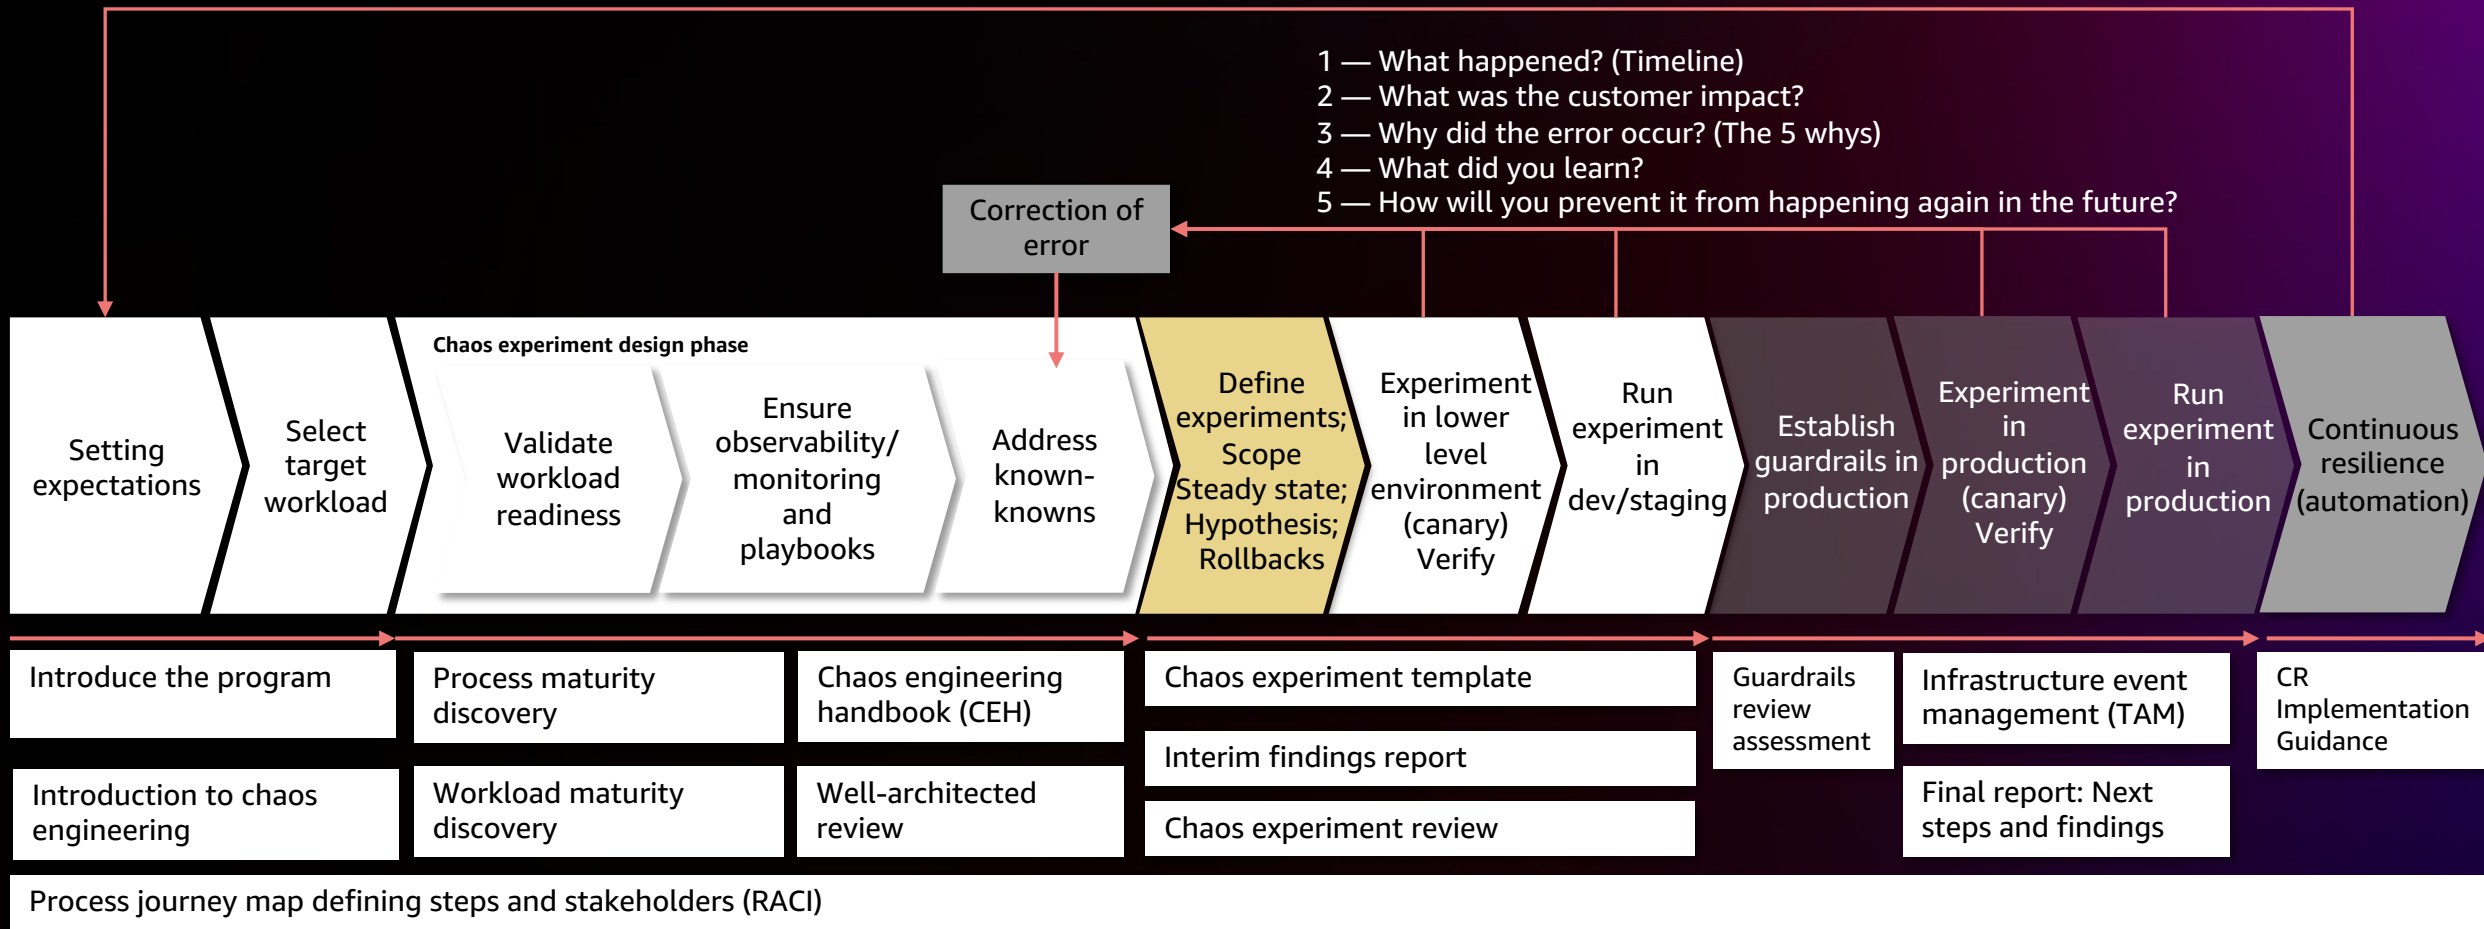 1 — What happened? (Timeline)
2 — What was the customer impact?
3 — Why did the error occur? (The 5 whys)
4 — What did you learn?
5 — How will you prevent it from happening again in the future?
Correction of
error
Setting
expectations
Select
target
workload
Chaos experiment design phase
Validate
workload
readiness
Ensure
observability/
monitoring
and
playbooks
Address
known-
knowns
Define
experiments;
Scope
Steady state;
Hypothesis;
Rollbacks
Experiment
in lower
level
environment
(canary)
Verify
Run
experiment
in
dev/staging
Establish
guardrails in
production
Experiment
in
production
(canary)
Verify
Run
experiment
in
production
Continuous
resilience
(automation)
Introduce the program
Introduction to chaos
engineering
Process maturity
discovery
Workload maturity
discovery
Chaos engineering
handbook (CEH)
Well-architected
review
Chaos experiment template
Interim findings report
Chaos experiment review
Guardrails
review
assessment
Infrastructure event
management (TAM)
Final report: Next
steps and findings
CR
Implementation
Guidance
Process journey map defining steps and stakeholders (RACI)